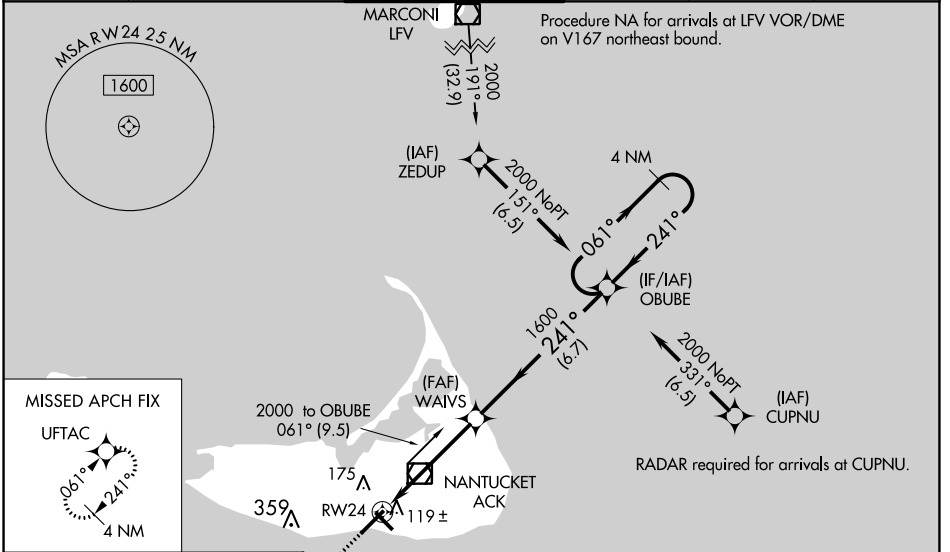 MARCONI
LFV
Procedure NA for arrivals at LFV VOR/DME
on V167 northeast bound.
MSA RW24 25 NM
1600
2000
191°
(32.9)
(IAF)
ZEDUP
2000 NoPT
151°
(6.5)
4 NM
061°
241°
(IF/IAF)
OBUBE
1600
241°
(6.7)
2000 NoPT
331°
(6.5)
(IAF)
CUPNU
RADAR required for arrivals at CUPNU.
(FAF)
WAIVS
2000 to OBUBE
061° (9.5)
MISSED APCH FIX
UFTAC
061°
241°
4 NM
175
NANTUCKET
ACK
359
RW24
119 ±